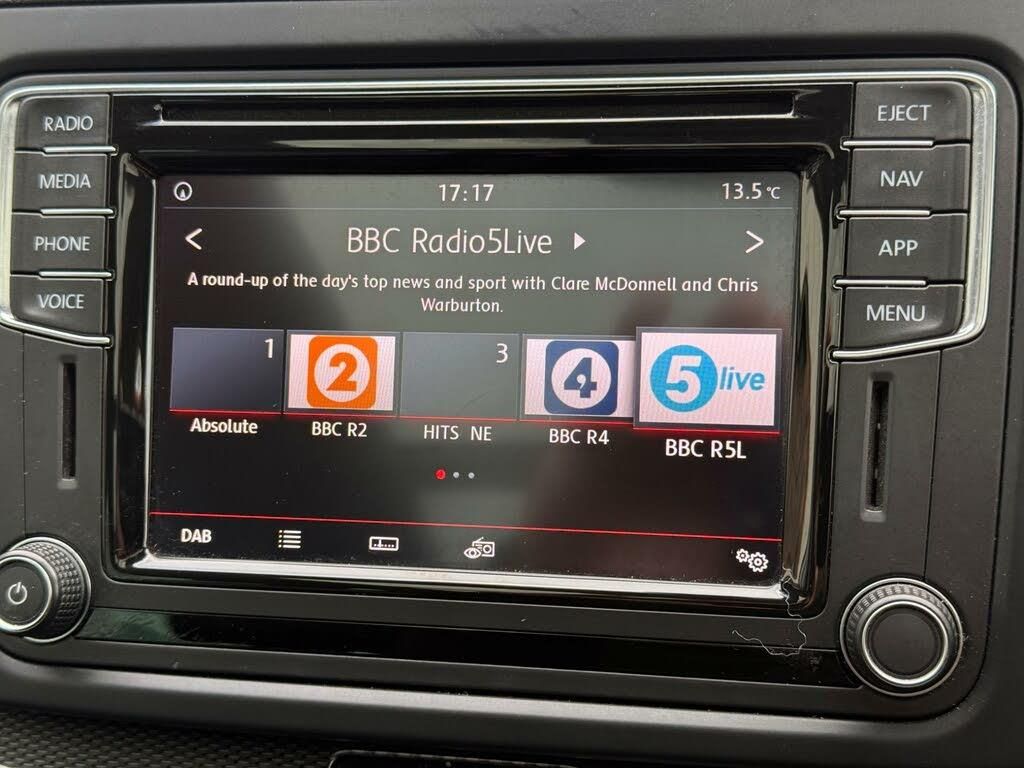 RADIO
MEDIA
PHONE
VOICE
EJECT
NAV
APP
MENU
17:17
13.5°C
< BBC Radio5Live ▶ >
A round-up of the day's top news and sport with Clare McDonnell and Chris
Warburton.
1 2 3 4 5 live
Absolute BBC R2 HITS NE BBC R4 BBC R5L
DAB